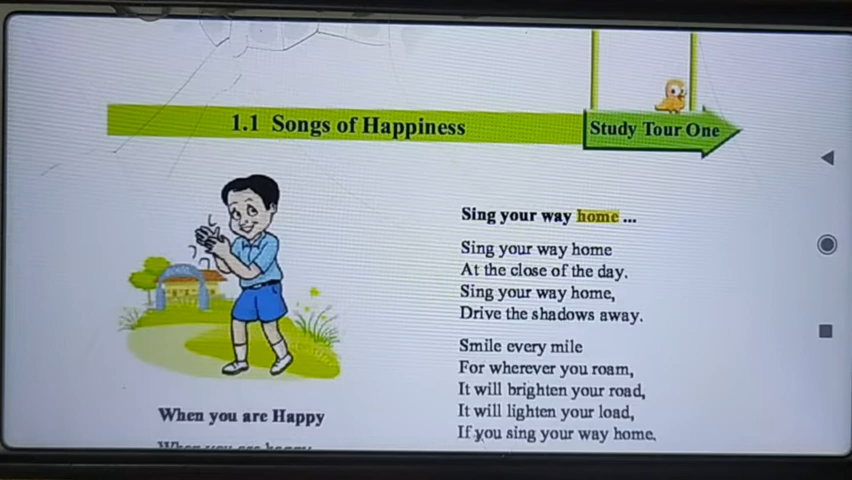 1.1 Songs of Happiness
Study Tour One
Sing your way home ...
Sing your way home
At the close of the day.
Sing your way home,
Drive the shadows away.
Smile every mile
For wherever you roam,
It will brighten your road,
It will lighten your load,
If you sing your way home.
When you are Happy